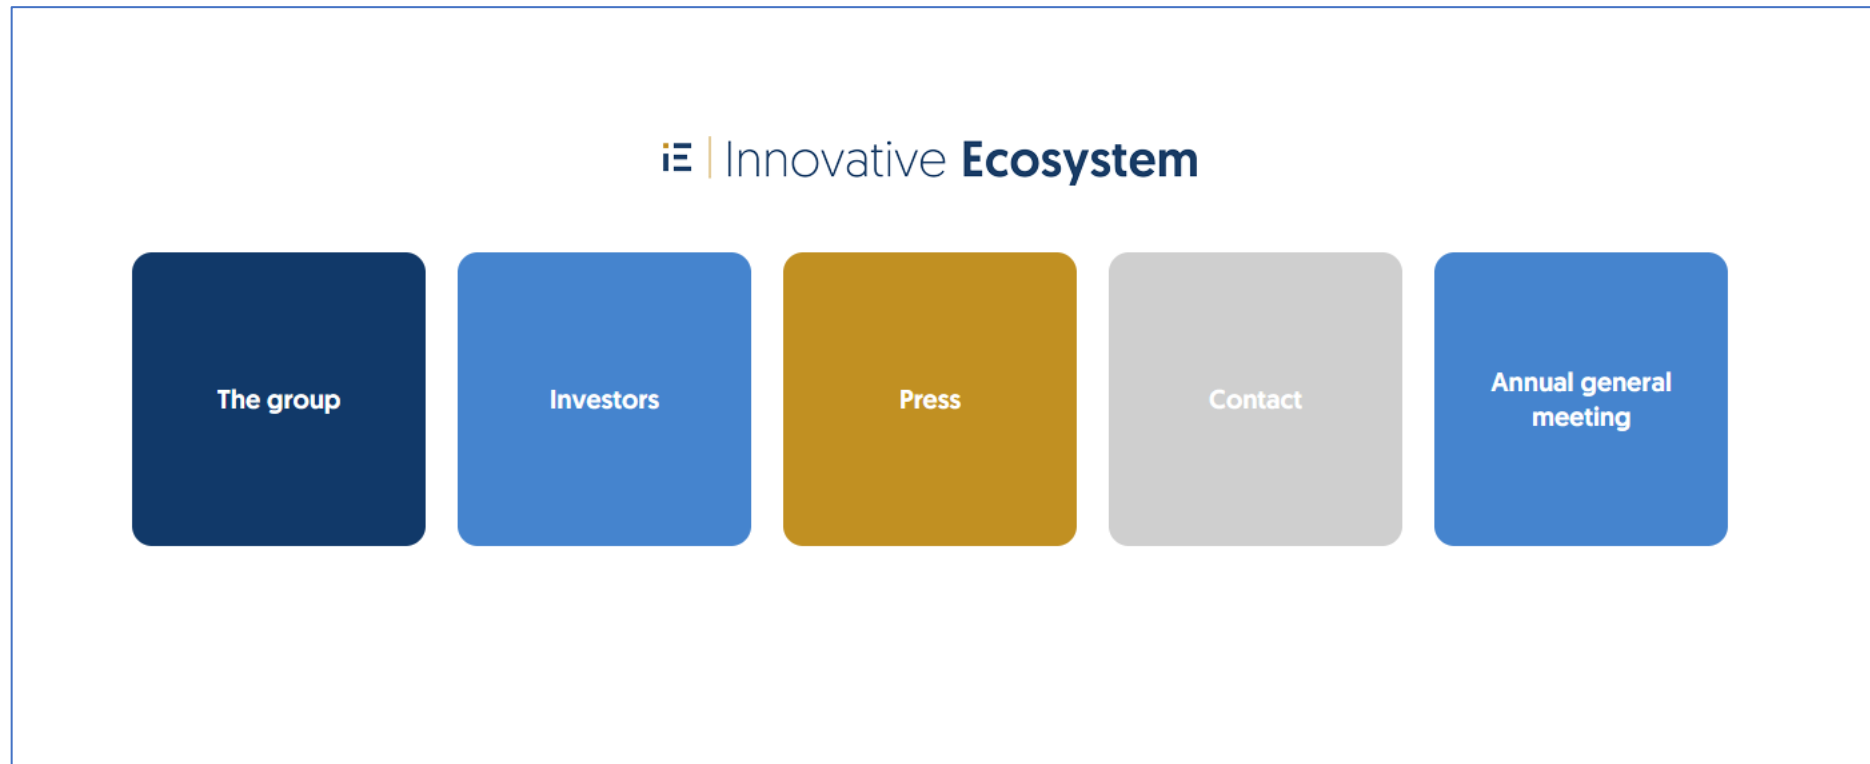 iE | Innovative Ecosystem
The group
Investors
Press
Contact
Annual general
meeting